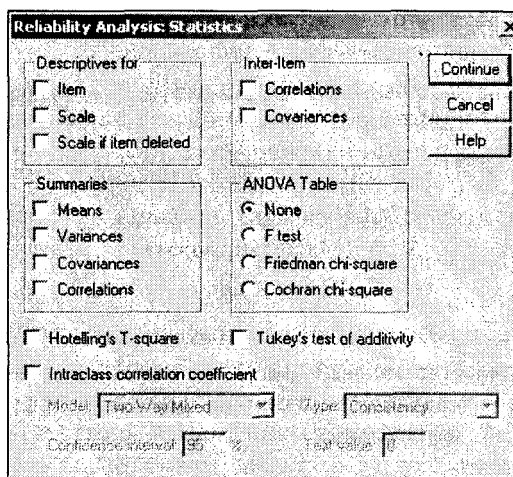 Reliability Analysis: Statistics
Descriptives for
Item
Scale
Scale if item deleted
Inter-Item
Correlations
Covariances
Continue
Cancel
Help
Summaries
Means
Variances
Covariances
Correlations
ANOVA Table
None
F test
Friedman chi-square
Cochran chi-square
Hotelling's T-square
Tukey's test of additivity
Intraclass correlation coefficient
Model: Two-Way Mixed
Type: Consistency
Confidence interval: 95 %
Test value: 0